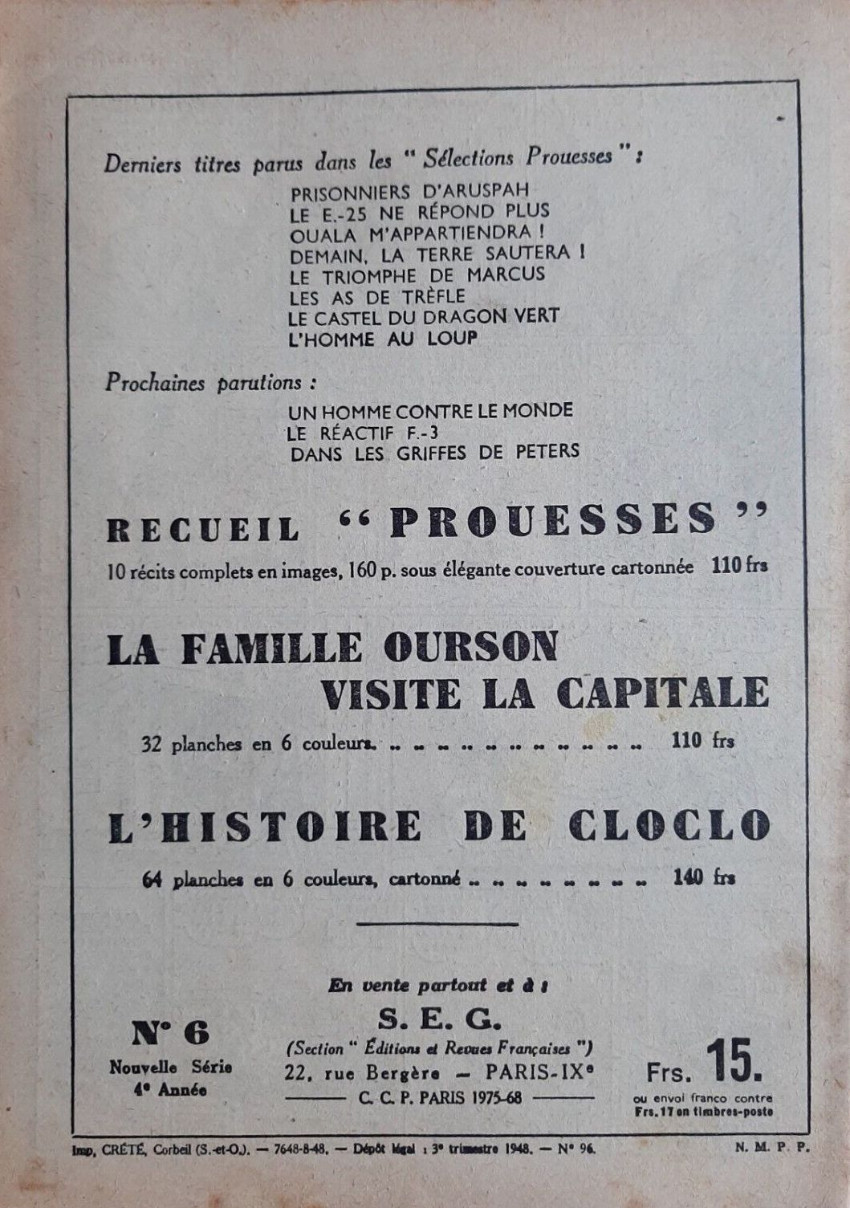 Derniers titres parus dans les " Sélections Prouesses " :
PRISONNIERS D'ARUSPAH
LE E.-25 NE RÉPOND PLUS
OUALA M'APPARTIENDRA !
DEMAIN, LA TERRE SAUTERA !
LE TRIOMPHE DE MARCUS
LES AS DE TRÈFLE
LE CASTEL DU DRAGON VERT
L'HOMME AU LOUP
Prochaines parutions :
UN HOMME CONTRE LE MONDE
LE RÉACTIF F.-3
DANS LES GRIFFES DE PETERS
RECUEIL “ PROUESSES ”
10 récits complets en images, 160 p. sous élégante couverture cartonnée 110 frs
LA FAMILLE OURSON
VISITE LA CAPITALE
32 planches en 6 couleurs. .. .. .. .. .. .. .. .. .. .. .. 110 frs
L'HISTOIRE DE CLOCLO
64 planches en 6 couleurs, cartonné .. .. .. .. .. .. .. .. 140 frs
En vente partout et à :
S. E. G.
(Section " Éditions et Revues Françaises ")
22, rue Bergère — PARIS-IXe
C. C. P. PARIS 1975-68
N° 6
Nouvelle Série
4e Année
Frs. 15.
ou envoi franco contre
Frs. 17 en timbres-poste
Imp, CRÉTÉ, Corbeil (S.-et-O.). — 7648-8-48. — Dépôt légal : 3e trimestre 1948. — N° 96. N. M. P. P.